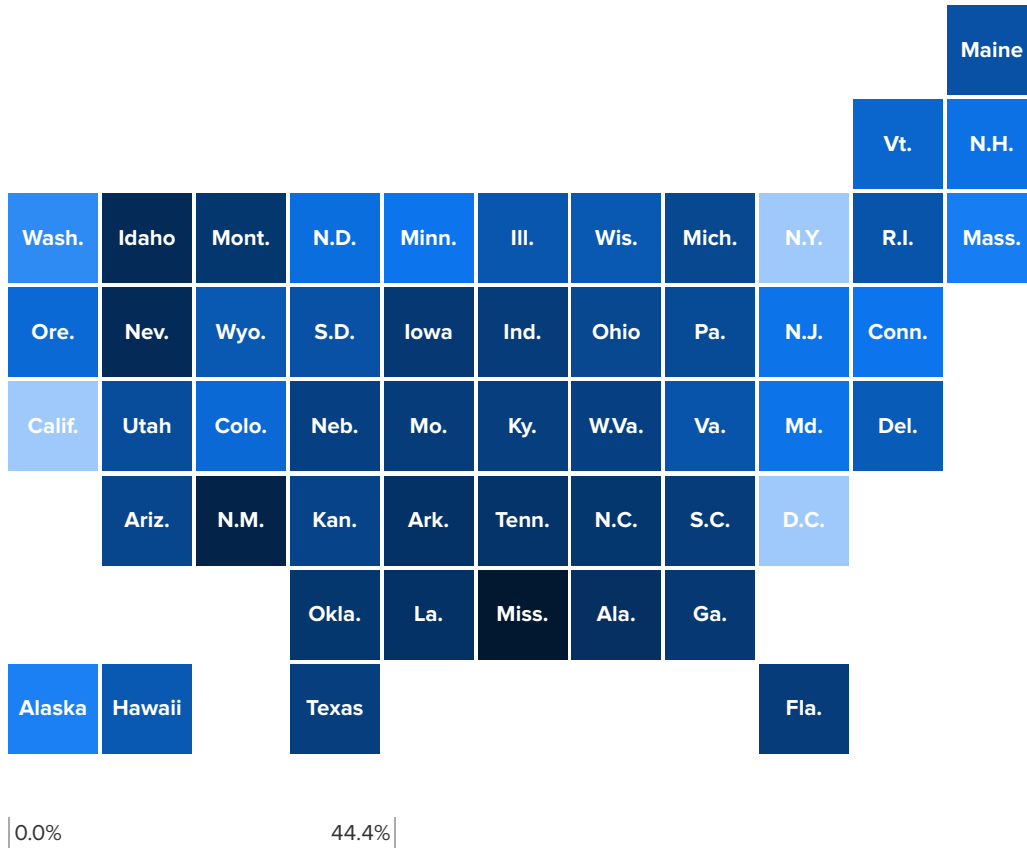 Maine
Vt. N.H.
Wash. Idaho Mont. N.D. Minn. Ill. Wis. Mich. N.Y. R.I. Mass.
Ore. Nev. Wyo. S.D. Iowa Ind. Ohio Pa. N.J. Conn.
Calif. Utah Colo. Neb. Mo. Ky. W.Va. Va. Md. Del.
Ariz. N.M. Kan. Ark. Tenn. N.C. S.C. D.C.
Okla. La. Miss. Ala. Ga.
Alaska Hawaii Texas Fla.
0.0% 44.4%